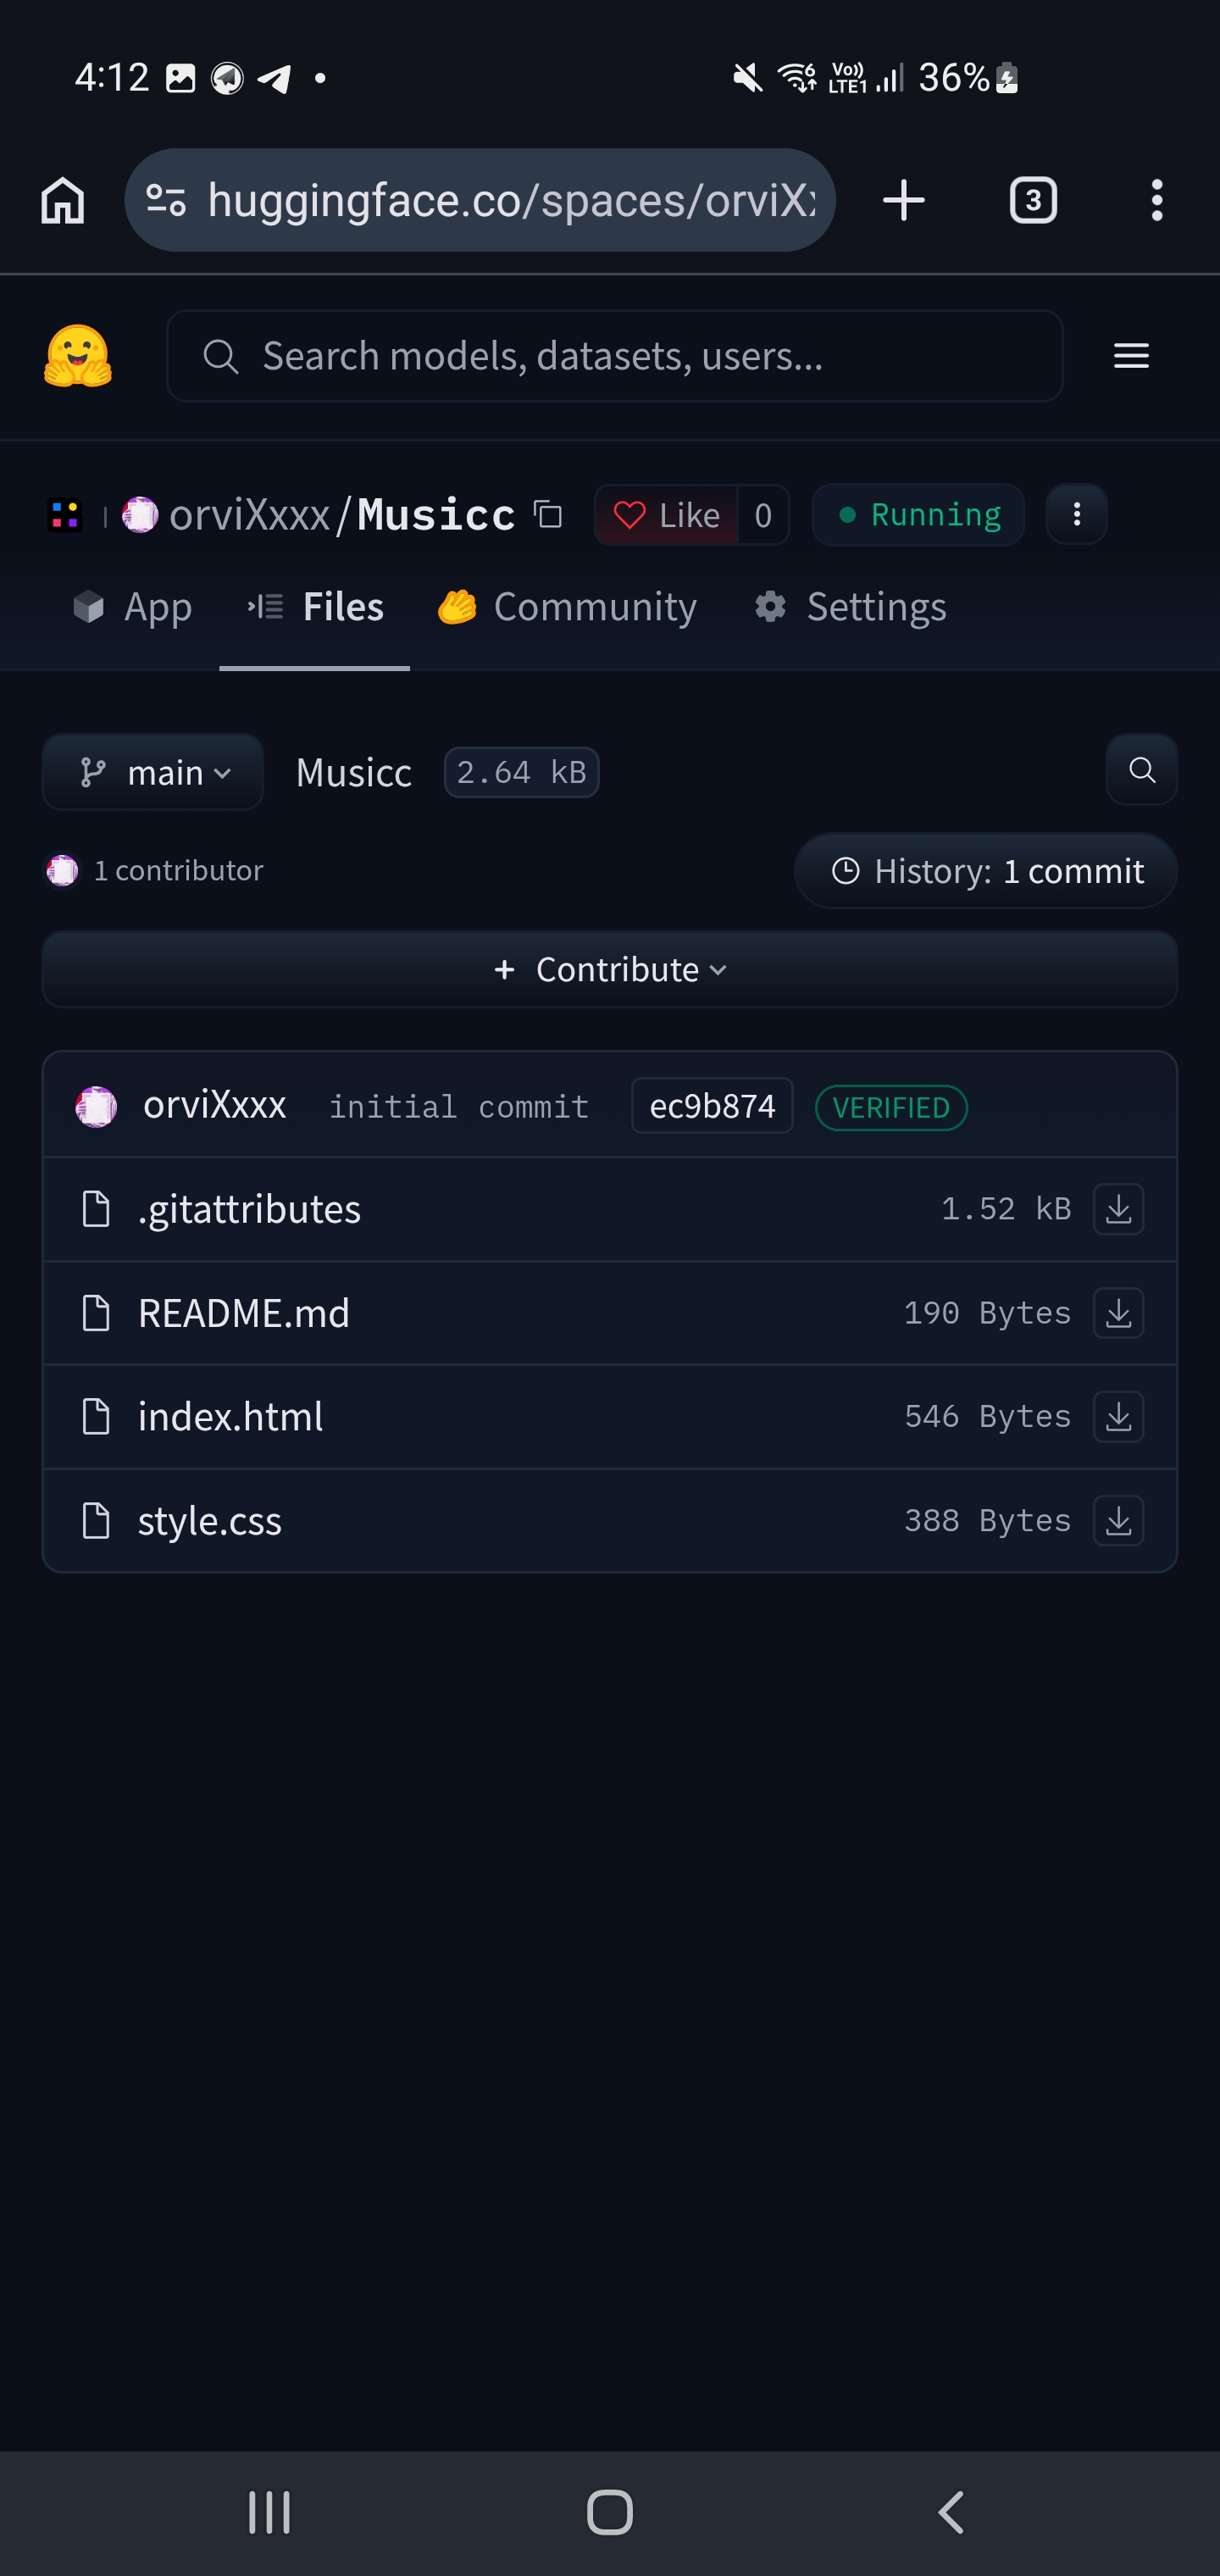 4:12
Vo)) LTE1 36%
huggingface.co/spaces/orviX
3
Search models, datasets, users...
orviXxxx/Musicc Like 0 Running
App Files Community Settings
main Musicc 2.64 kB
1 contributor History: 1 commit
+ Contribute
orviXxxx initial commit ec9b874 VERIFIED
.gitattributes 1.52 kB
README.md 190 Bytes
index.html 546 Bytes
style.css 388 Bytes